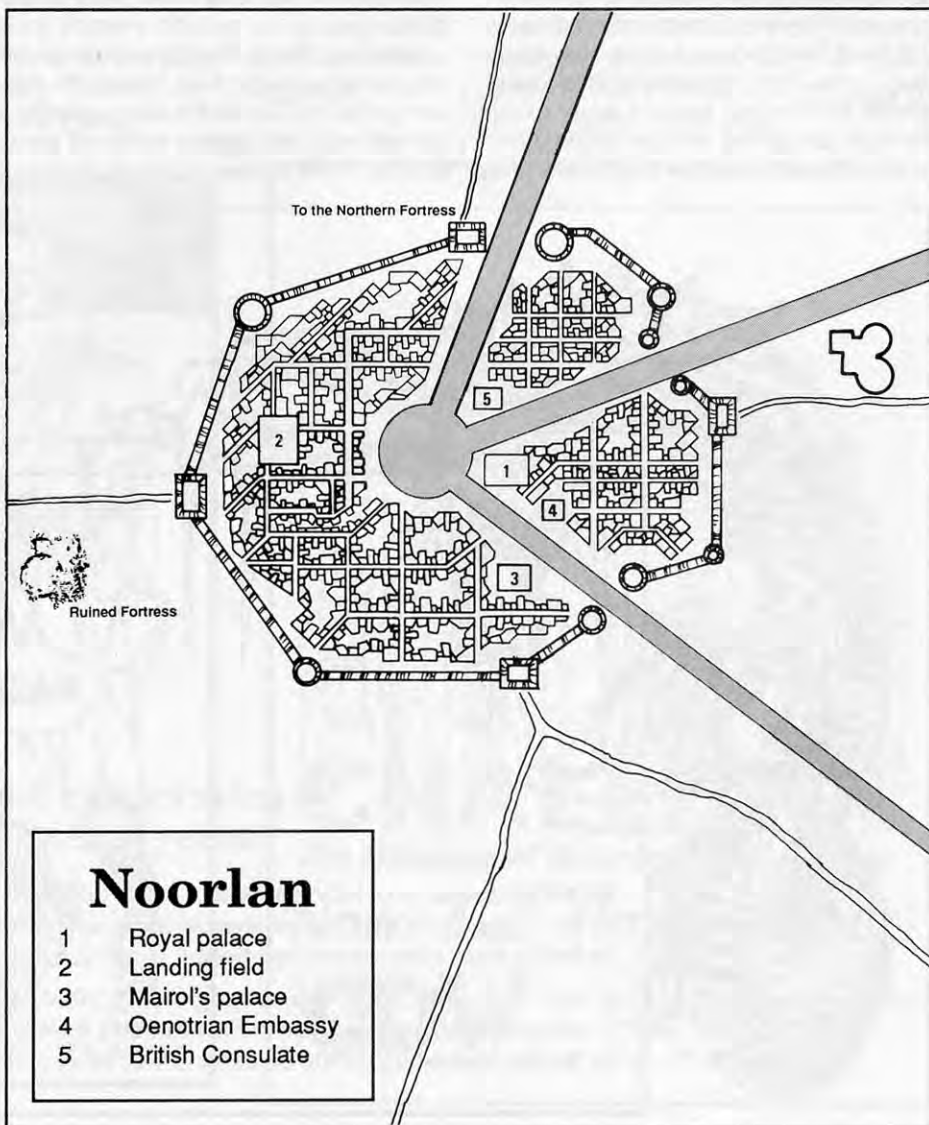 To the Northern Fortress
5
2
1
4
3
Ruined Fortress
Noorlan
1 Royal palace
2 Landing field
3 Mairol's palace
4 Oenotrian Embassy
5 British Consulate